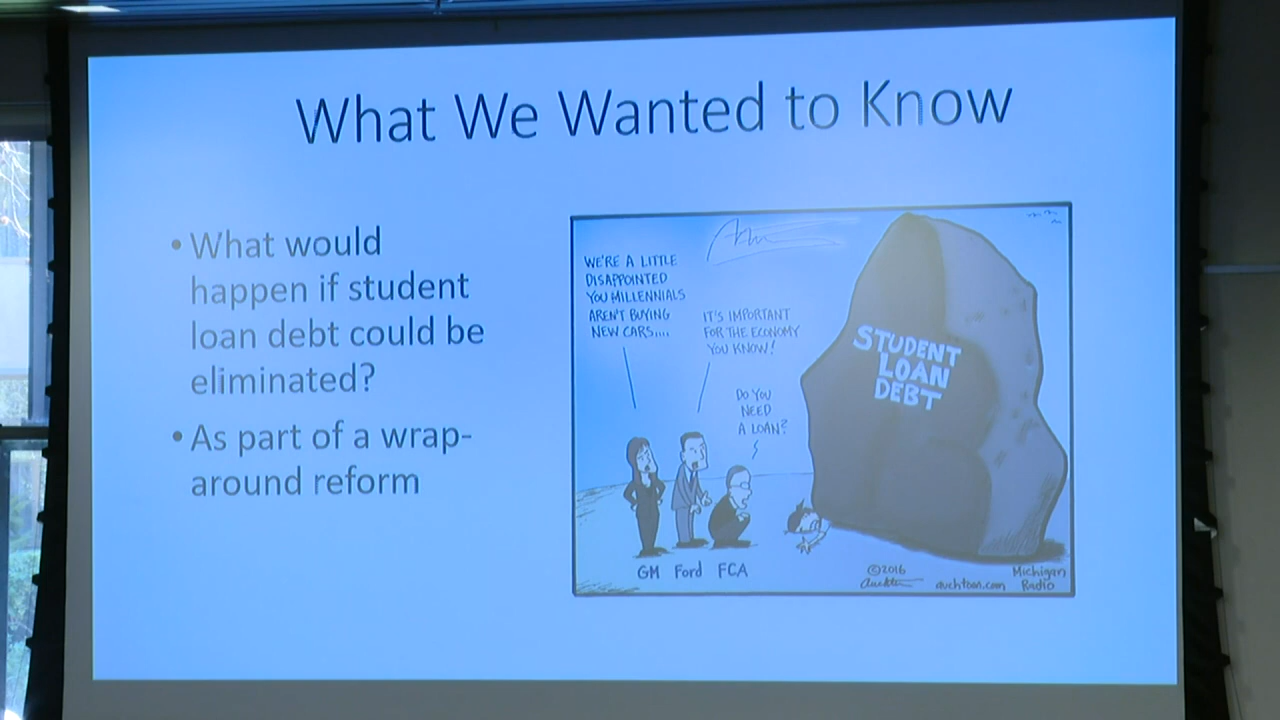 What We Wanted to Know
• What would
happen if student
loan debt could be
eliminated?
• As part of a wrap-
around reform
WE'RE A LITTLE
DISAPPOINTED
YOU MILLENNIALS
AREN'T BUYING
NEW CARS....
IT'S IMPORTANT
FOR THE ECONOMY
YOU KNOW!
DO YOU
NEED
A LOAN?
STUDENT
LOAN
DEBT
GM Ford FCA
©2016
auchtoon.com
Michigan
Radio